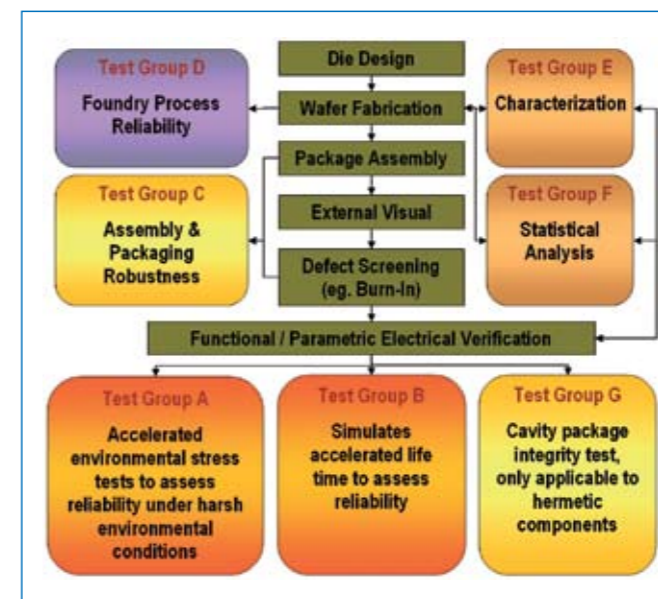 Test Group D
Foundry Process
Reliability
Die Design
Wafer Fabrication
Package Assembly
External Visual
Defect Screening
(eg. Burn-In)
Test Group E
Characterization
Test Group C
Assembly &
Packaging
Robustness
Test Group F
Statistical
Analysis
Functional / Parametric Electrical Verification
Test Group A
Accelerated
environmental stress
tests to assess
reliability under harsh
environmental
conditions
Test Group B
Simulates
accelerated life
time to assess
reliability
Test Group G
Cavity package
integrity test,
only applicable to
hermetic
components